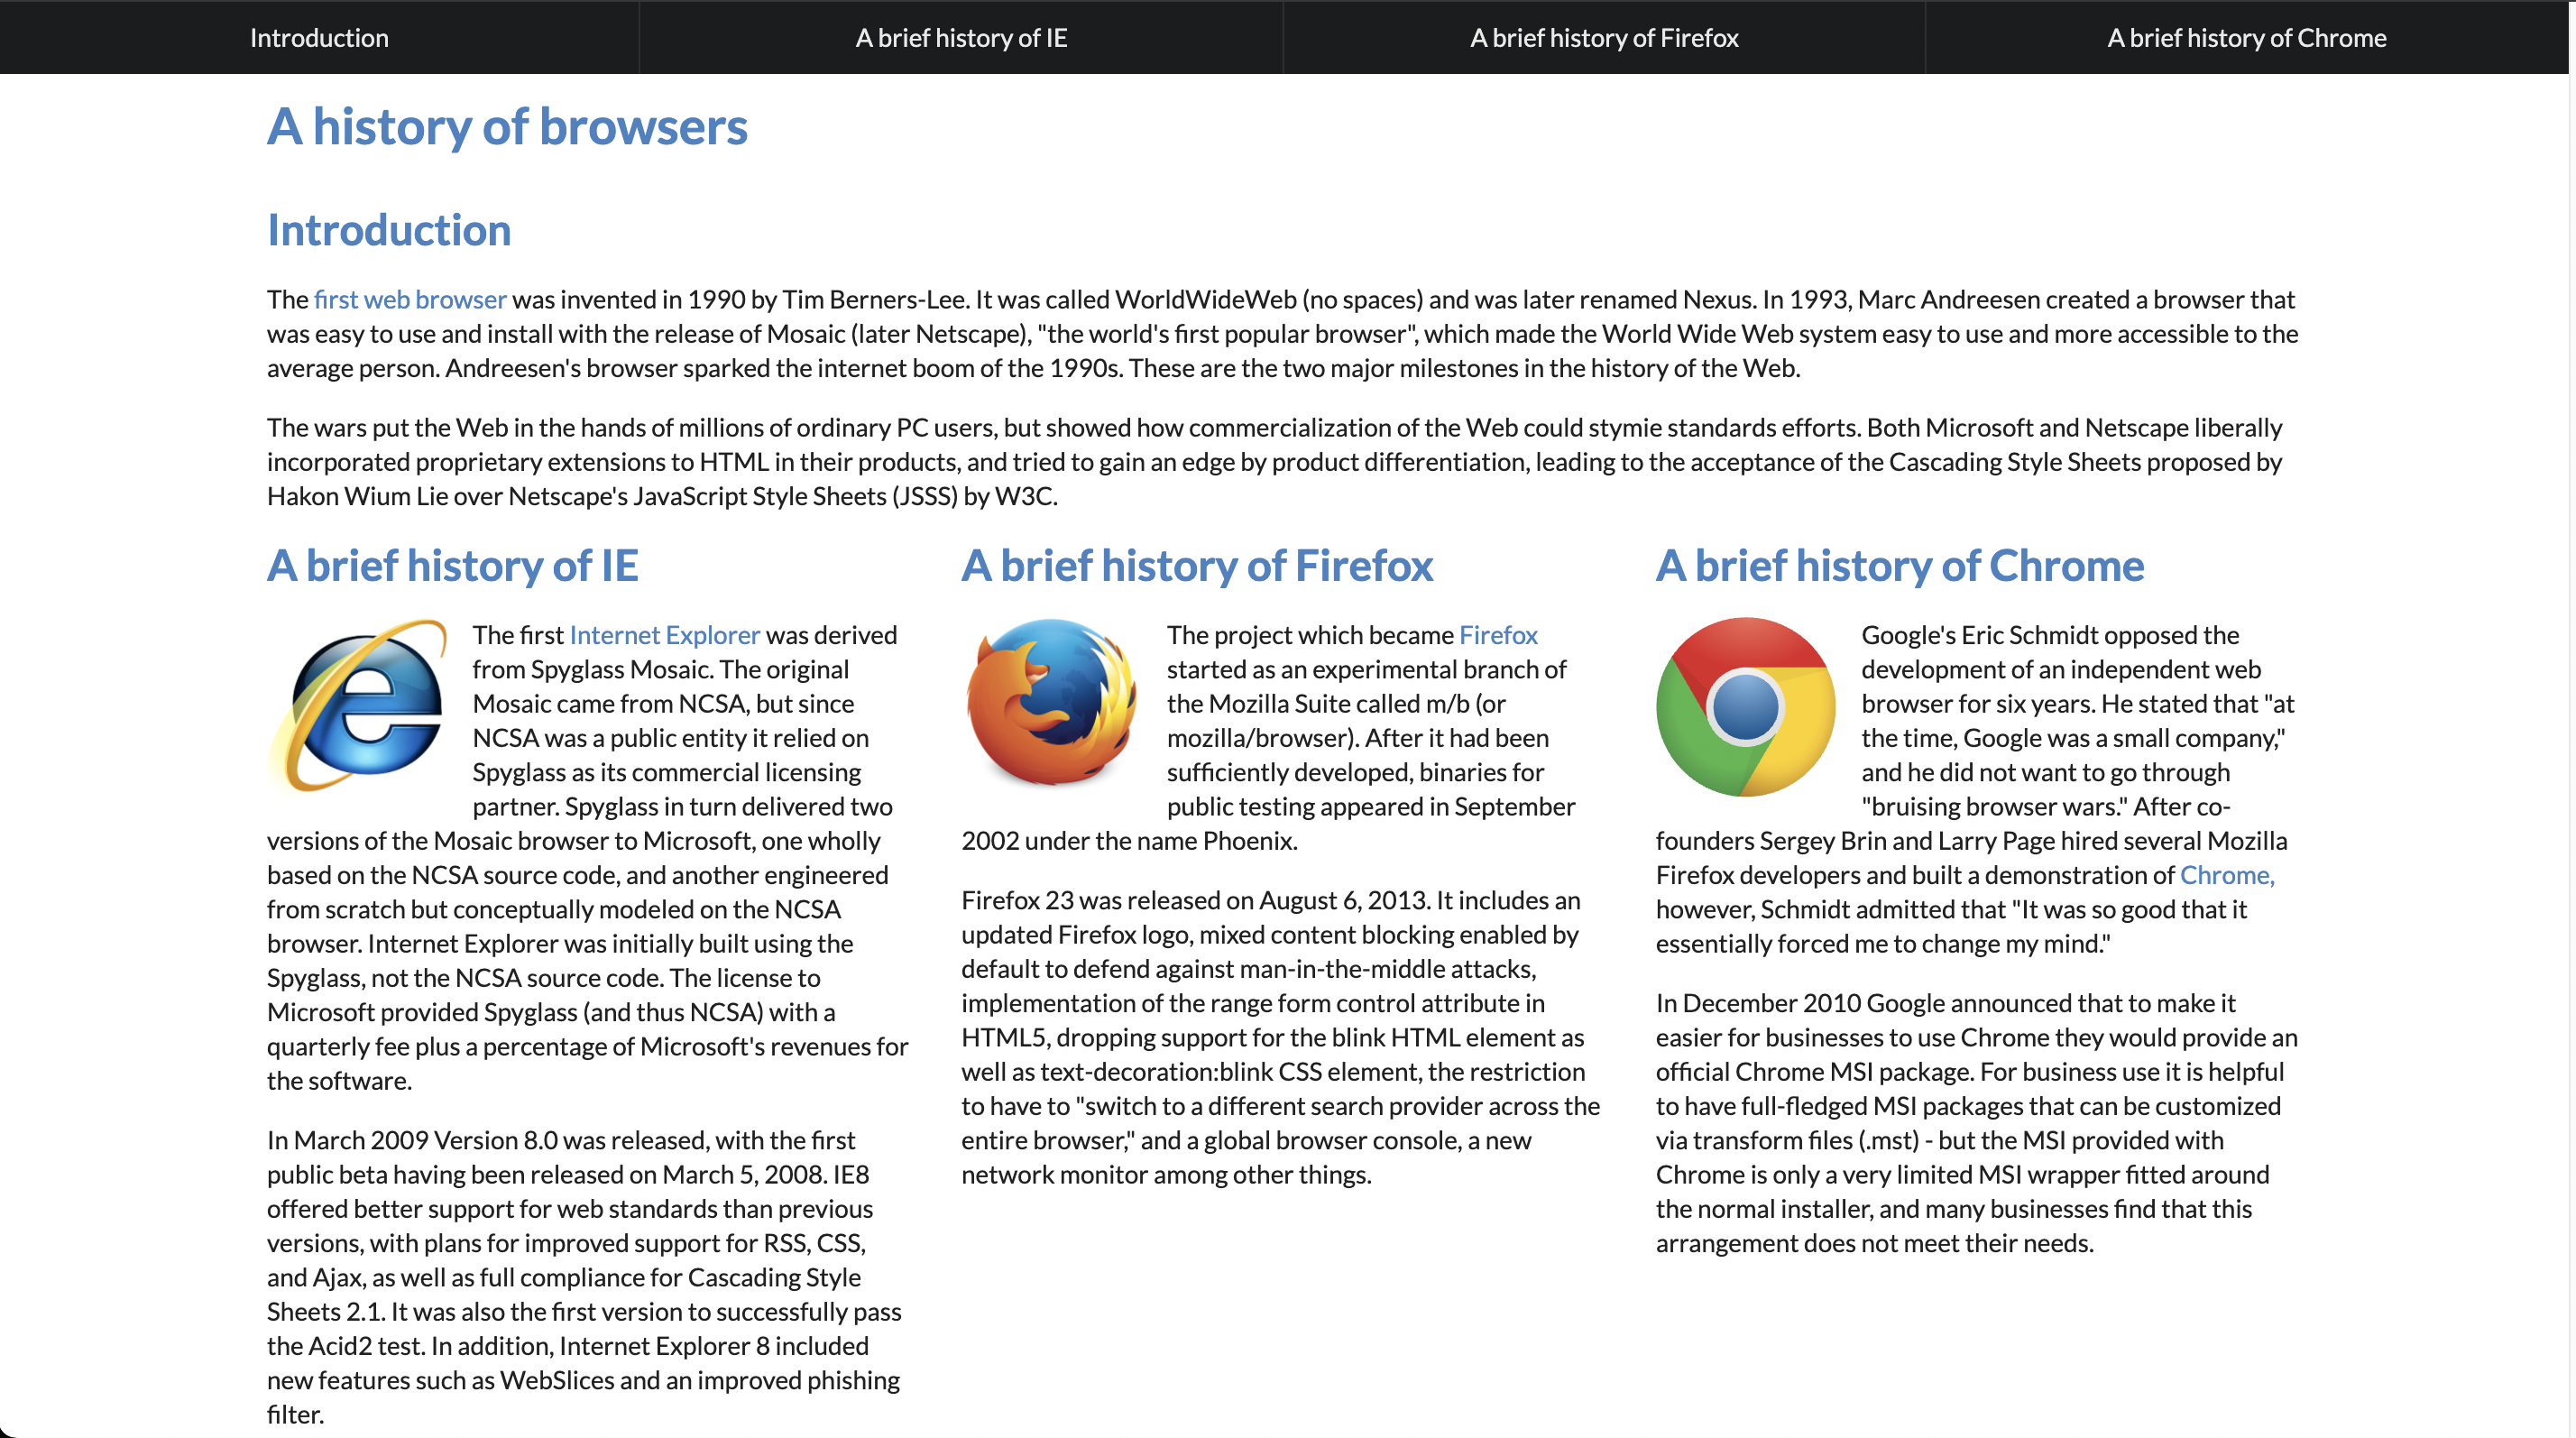 Introduction
A brief history of IE
A brief history of Firefox
A brief history of Chrome
A history of browsers
Introduction
The first web browser was invented in 1990 by Tim Berners-Lee. It was called WorldWideWeb (no spaces) and was later renamed Nexus. In 1993, Marc Andreesen created a browser that
was easy to use and install with the release of Mosaic (later Netscape), "the world's first popular browser", which made the World Wide Web system easy to use and more accessible to the
average person. Andreesen's browser sparked the internet boom of the 1990s. These are the two major milestones in the history of the Web.
The wars put the Web in the hands of millions of ordinary PC users, but showed how commercialization of the Web could stymie standards efforts. Both Microsoft and Netscape liberally
incorporated proprietary extensions to HTML in their products, and tried to gain an edge by product differentiation, leading to the acceptance of the Cascading Style Sheets proposed by
Hakon Wium Lie over Netscape's JavaScript Style Sheets (JSSS) by W3C.
A brief history of IE
The first Internet Explorer was derived
from Spyglass Mosaic. The original
Mosaic came from NCSA, but since
NCSA was a public entity it relied on
Spyglass as its commercial licensing
partner. Spyglass in turn delivered two
versions of the Mosaic browser to Microsoft, one wholly
based on the NCSA source code, and another engineered
from scratch but conceptually modeled on the NCSA
browser. Internet Explorer was initially built using the
Spyglass, not the NCSA source code. The license to
Microsoft provided Spyglass (and thus NCSA) with a
quarterly fee plus a percentage of Microsoft's revenues for
the software.
In March 2009 Version 8.0 was released, with the first
public beta having been released on March 5, 2008. IE8
offered better support for web standards than previous
versions, with plans for improved support for RSS, CSS,
and Ajax, as well as full compliance for Cascading Style
Sheets 2.1. It was also the first version to successfully pass
the Acid2 test. In addition, Internet Explorer 8 included
new features such as WebSlices and an improved phishing
filter.
A brief history of Firefox
The project which became Firefox
started as an experimental branch of
the Mozilla Suite called m/b (or
mozilla/browser). After it had been
sufficiently developed, binaries for
public testing appeared in September
2002 under the name Phoenix.
Firefox 23 was released on August 6, 2013. It includes an
updated Firefox logo, mixed content blocking enabled by
default to defend against man-in-the-middle attacks,
implementation of the range form control attribute in
HTML5, dropping support for the blink HTML element as
well as text-decoration:blink CSS element, the restriction
to have to "switch to a different search provider across the
entire browser," and a global browser console, a new
network monitor among other things.
A brief history of Chrome
Google's Eric Schmidt opposed the
development of an independent web
browser for six years. He stated that "at
the time, Google was a small company,"
and he did not want to go through
"bruising browser wars." After co-
founders Sergey Brin and Larry Page hired several Mozilla
Firefox developers and built a demonstration of Chrome,
however, Schmidt admitted that "It was so good that it
essentially forced me to change my mind."
In December 2010 Google announced that to make it
easier for businesses to use Chrome they would provide an
official Chrome MSI package. For business use it is helpful
to have full-fledged MSI packages that can be customized
via transform files (.mst) - but the MSI provided with
Chrome is only a very limited MSI wrapper fitted around
the normal installer, and many businesses find that this
arrangement does not meet their needs.